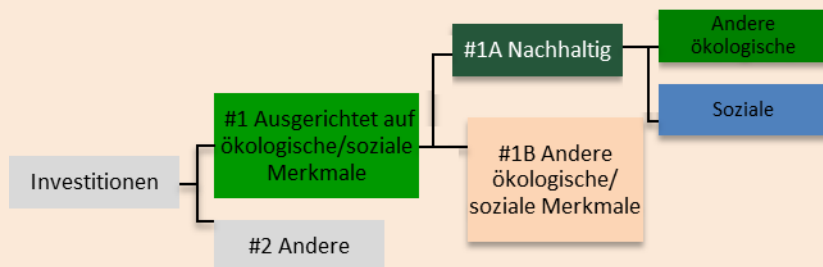 Investitionen
#1 Ausgerichtet auf
ökologische/soziale
Merkmale
#2 Andere
#1A Nachhaltig
#1B Andere
ökologische/
soziale Merkmale
Andere
ökologische
Soziale